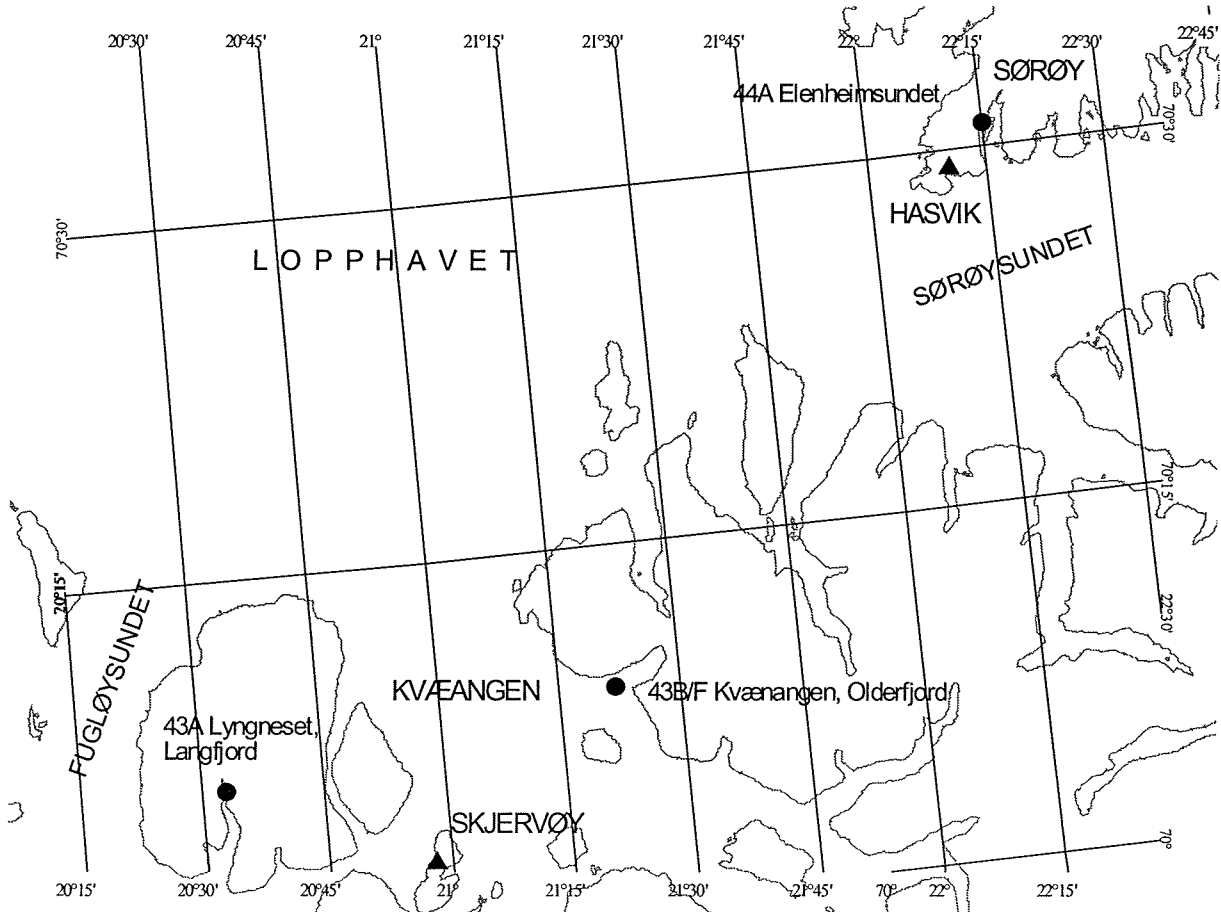 20°30' 20°45' 21° 21°15' 21°30' 21°45' 22° 22°15' 22°30' 22°45'
SØRØY
44A Elenheimsundet
70°30'
HASVIK
70°30'
LOPPHAVET
SØRØYSUNDET
70°15'
70°15'
22°30'
FUGLØYSUNDET
KVÆANGEN
43B/F Kvænangen, Olderfjord
43A Lyngneset,
Langfjord
SKJERVØY
70°
20°15' 20°30' 20°45' 21° 21°15' 21°30' 21°45' 70° 22° 22°15'